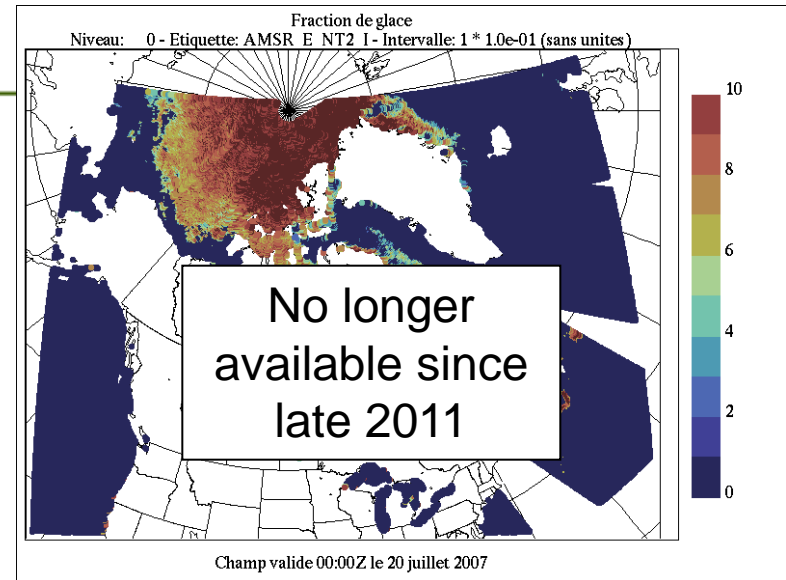 Fraction de glace
Niveau: 0 - Etiquette: AMSR E NT2 I - Intervalle: 1 * 1.0e-01 (sans unites)
10
8
6
4
2
0
No longer
available since
late 2011
Champ valide 00:00Z le 20 juillet 2007